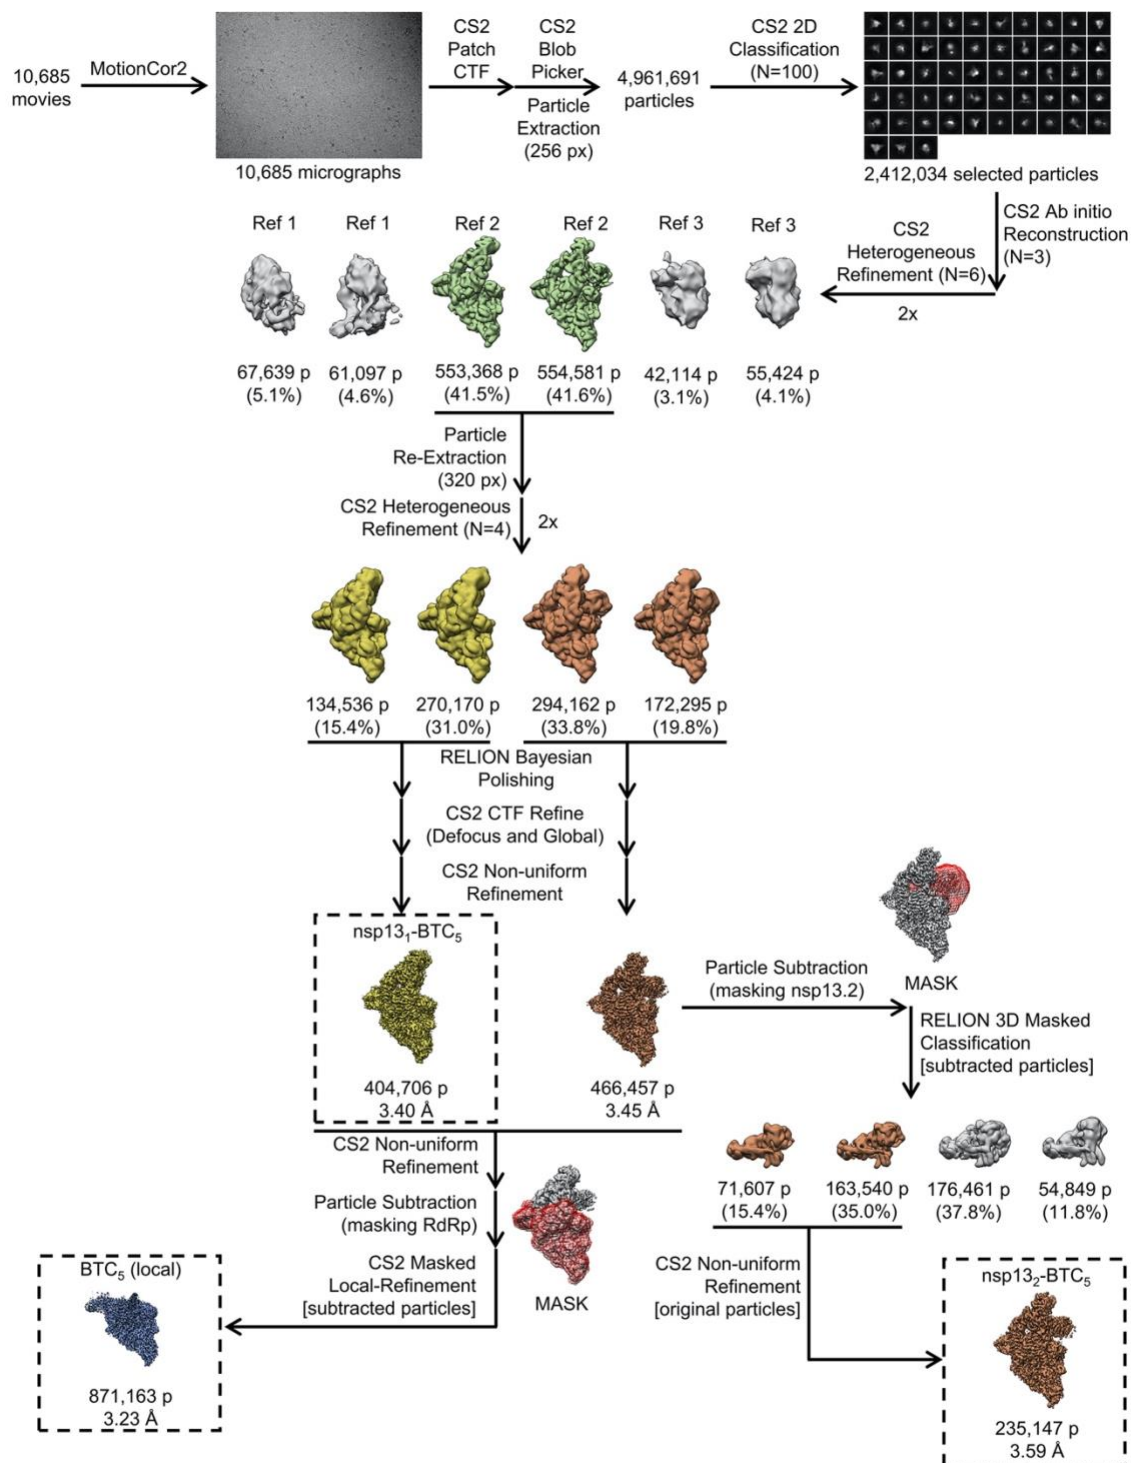 10,685
movies
MotionCor2
10,685 micrographs
CS2
Patch
CTF
CS2
Blob
Picker
Particle
Extraction
(256 px)
4,961,691
particles
CS2 2D
Classification
(N=100)
2,412,034 selected particles
CS2 Ab initio
Reconstruction
(N=3)
CS2
Heterogeneous
Refinement (N=6)
2x
Ref 1
Ref 1
Ref 2
Ref 2
Ref 3
Ref 3
67,639 p
(5.1%)
61,097 p
(4.6%)
553,368 p
(41.5%)
554,581 p
(41.6%)
42,114 p
(3.1%)
55,424 p
(4.1%)
Particle
Re-Extraction
(320 px)
CS2 Heterogeneous
Refinement (N=4)
2x
134,536 p
(15.4%)
270,170 p
(31.0%)
294,162 p
(33.8%)
172,295 p
(19.8%)
RELION Bayesian
Polishing
CS2 CTF Refine
(Defocus and Global)
CS2 Non-uniform
Refinement
nsp13₁-BTC₅
404,706 p
3.40 Å
466,457 p
3.45 Å
Particle Subtraction
(masking nsp13.2)
MASK
RELION 3D Masked
Classification
[subtracted particles]
71,607 p
(15.4%)
163,540 p
(35.0%)
176,461 p
(37.8%)
54,849 p
(11.8%)
CS2 Non-uniform
Refinement
Particle Subtraction
(masking RdRp)
CS2 Masked
Local-Refinement
[subtracted particles]
MASK
BTC₅ (local)
871,163 p
3.23 Å
CS2 Non-uniform
Refinement
[original particles]
nsp13₂-BTC₅
235,147 p
3.59 Å